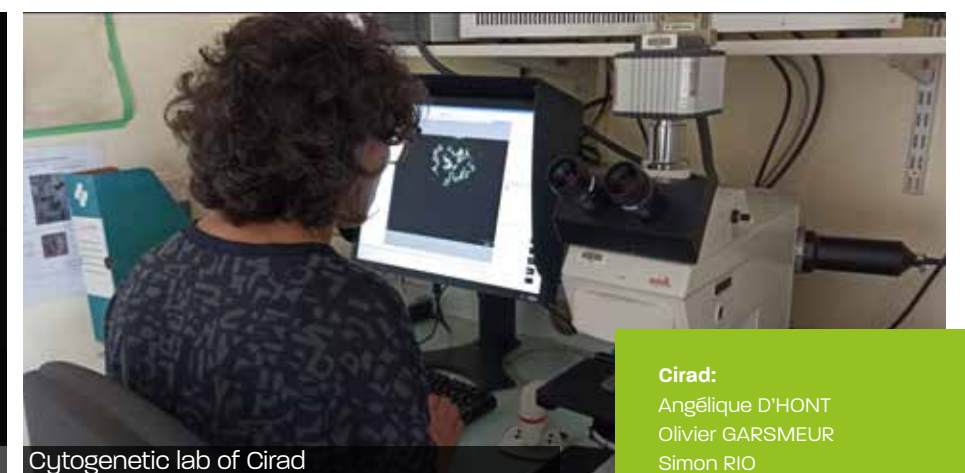 Cytogenetic lab of Cirad
Cirad:
Angélique D'HONT
Olivier GARSMEUR
Simon RIO